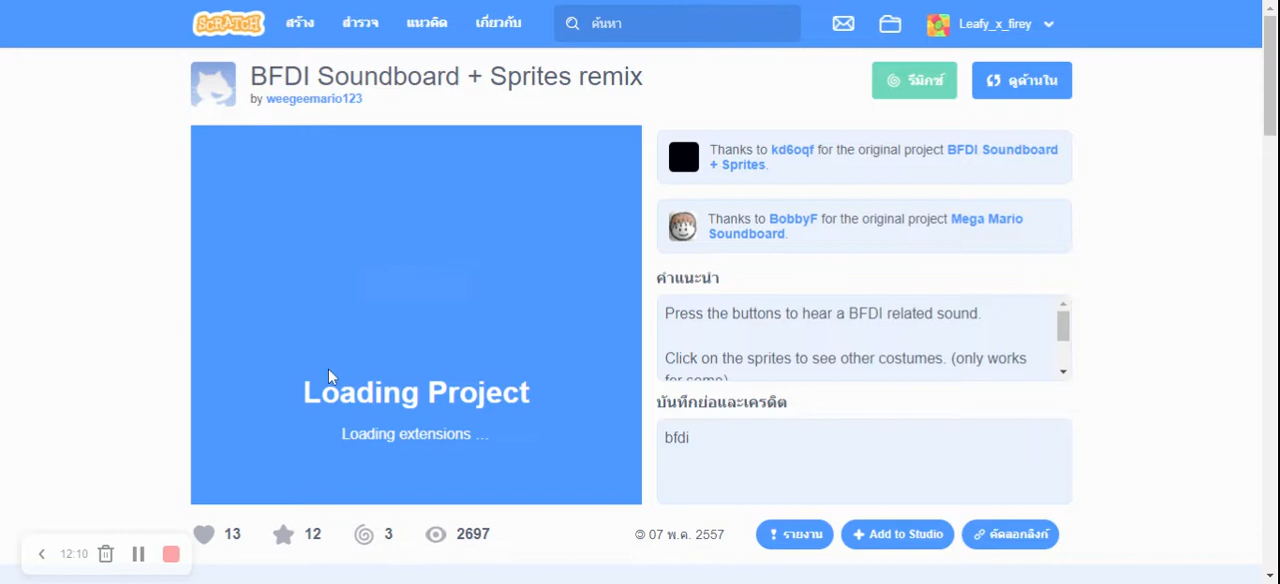 SCRATCH สร้าง สำรวจ แนวคิด เกี่ยวกับ ค้นหา Leafy_x_firey
BFDI Soundboard + Sprites remix
by weegeemario123
รีมิกซ์ ดูด้านใน
Thanks to kd6oqf for the original project BFDI Soundboard
+ Sprites.
Thanks to BobbyF for the original project Mega Mario
Soundboard.
คำแนะนำ
Press the buttons to hear a BFDI related sound.
Click on the sprites to see other costumes. (only works
for some)
บันทึกย่อและเครดิต
bfdi
Loading Project
Loading extensions ...
13 12 3 2697
© 07 พ.ค. 2557
รายงาน Add to Studio คัดลอกลิงก์
12:10